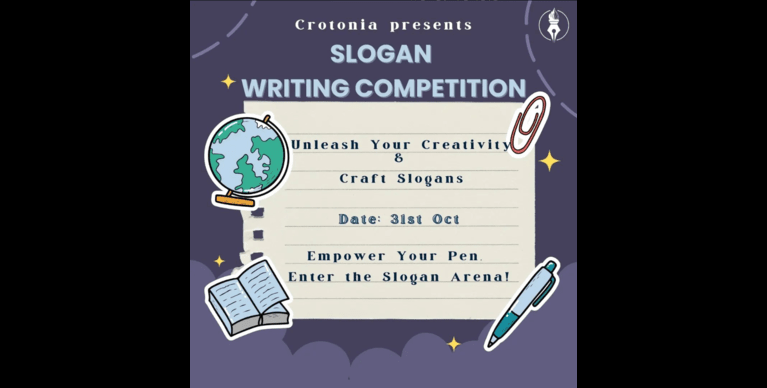 Crotonia presents
SLOGAN
WRITING COMPETITION
Unleash Your Creativity
&
Craft Slogans
Date: 31st Oct
Empower Your Pen.
Enter the Slogan Arena!